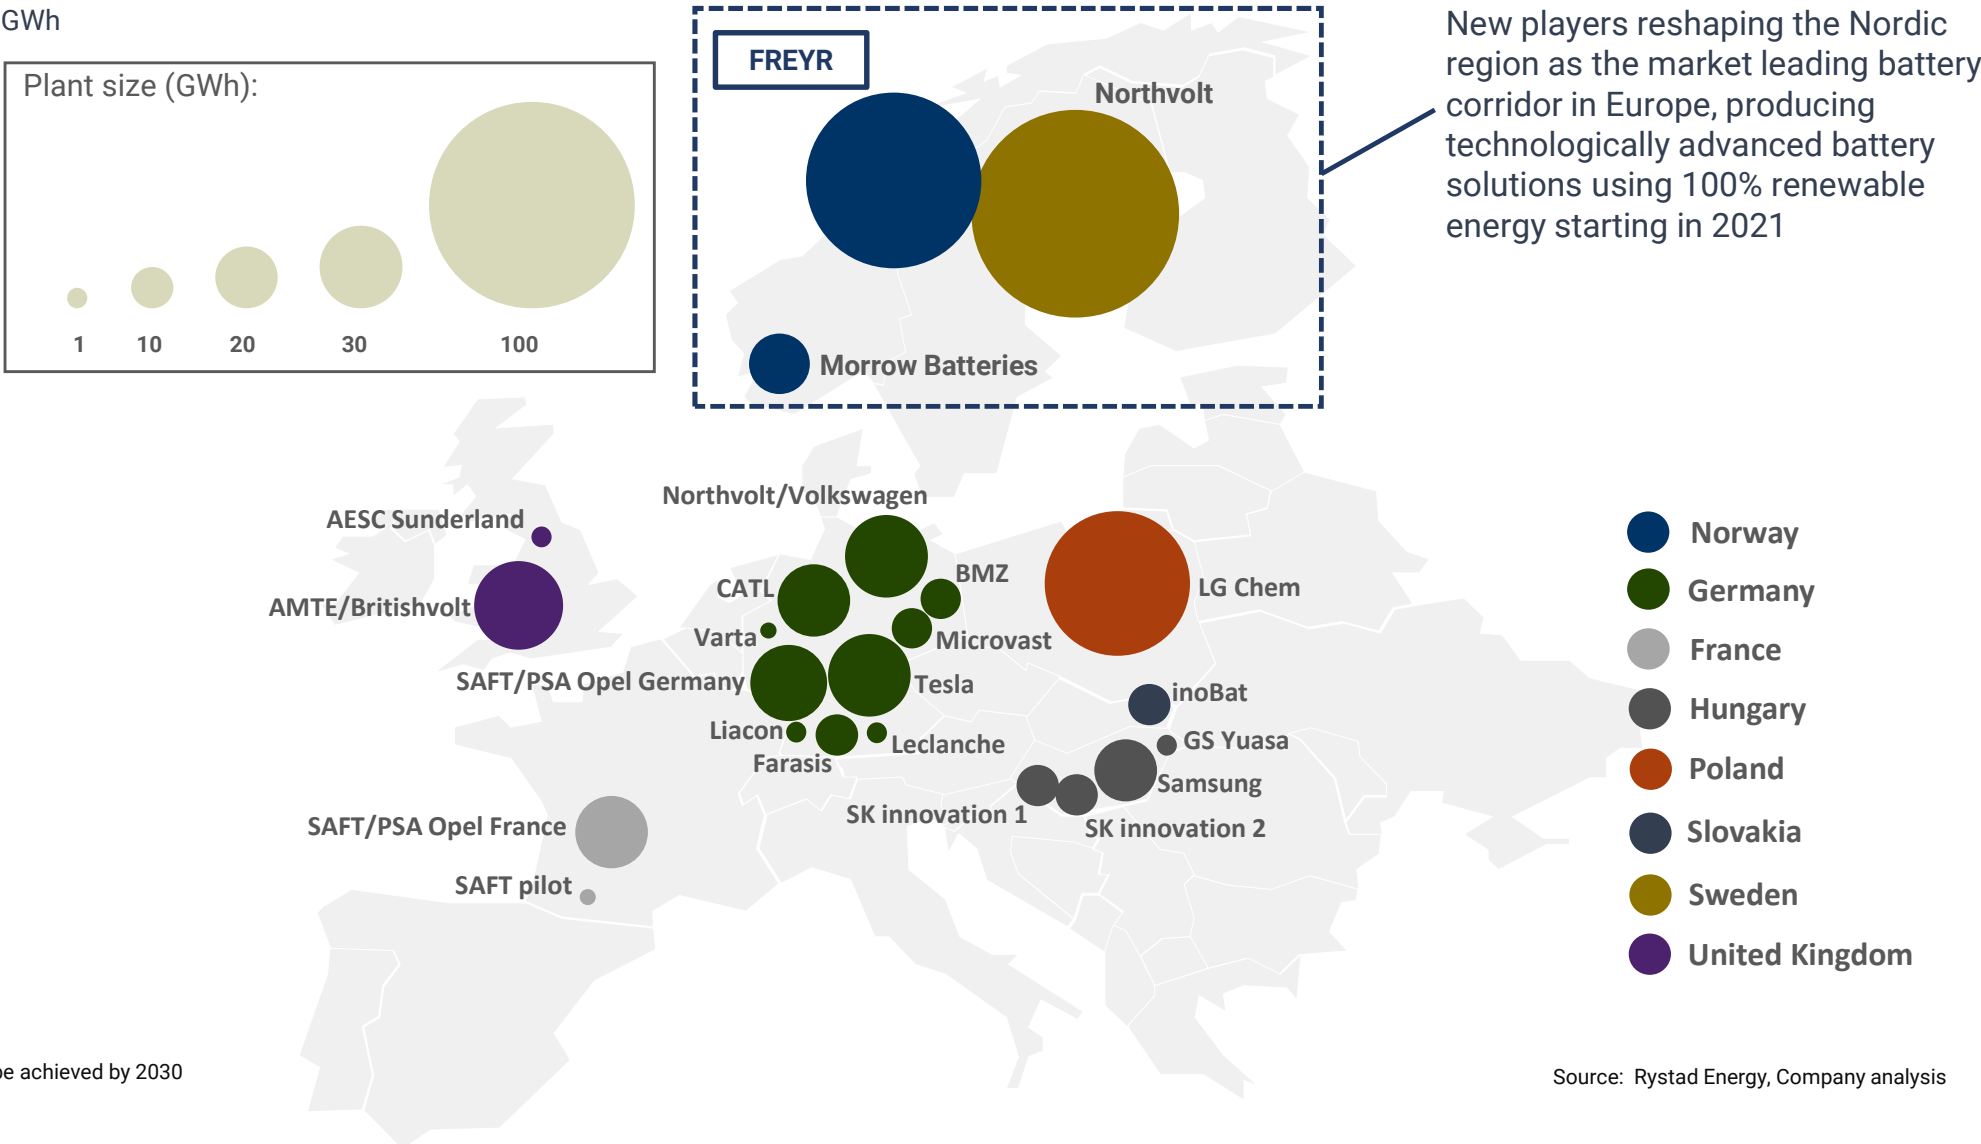 GWh
Plant size (GWh):
1 10 20 30 100
FREYR
Northvolt
Morrow Batteries
New players reshaping the Nordic
region as the market leading battery
corridor in Europe, producing
technologically advanced battery
solutions using 100% renewable
energy starting in 2021
Northvolt/Volkswagen
AESC Sunderland
AMTE/Britishvolt
CATL
BMZ
Varta
Microvast
LG Chem
SAFT/PSA Opel Germany
Tesla
inoBat
Liacon
Leclanche
GS Yuasa
Farasis
Samsung
SK innovation 1
SK innovation 2
SAFT/PSA Opel France
SAFT pilot
Norway
Germany
France
Hungary
Poland
Slovakia
Sweden
United Kingdom
be achieved by 2030
Source: Rystad Energy, Company analysis